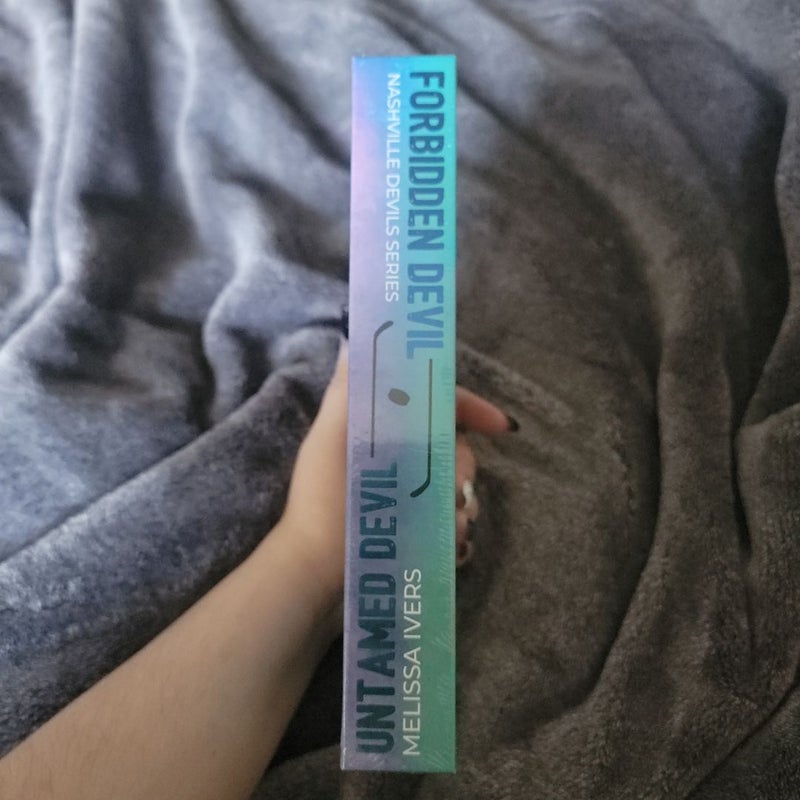 FORBIDDEN DEVIL
NASHVILLE DEVILS SERIES
UNTAMED DEVIL
MELISSA IVERS